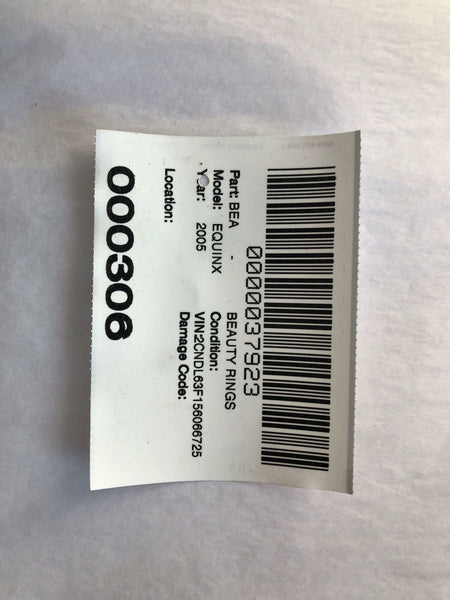 0000037923
Part: BEA - BEAUTY RINGS
Model: EQUINX Condition:
Year: 2005 VIN:2CNDL63F156066725
Damage Code:
Location:
000306